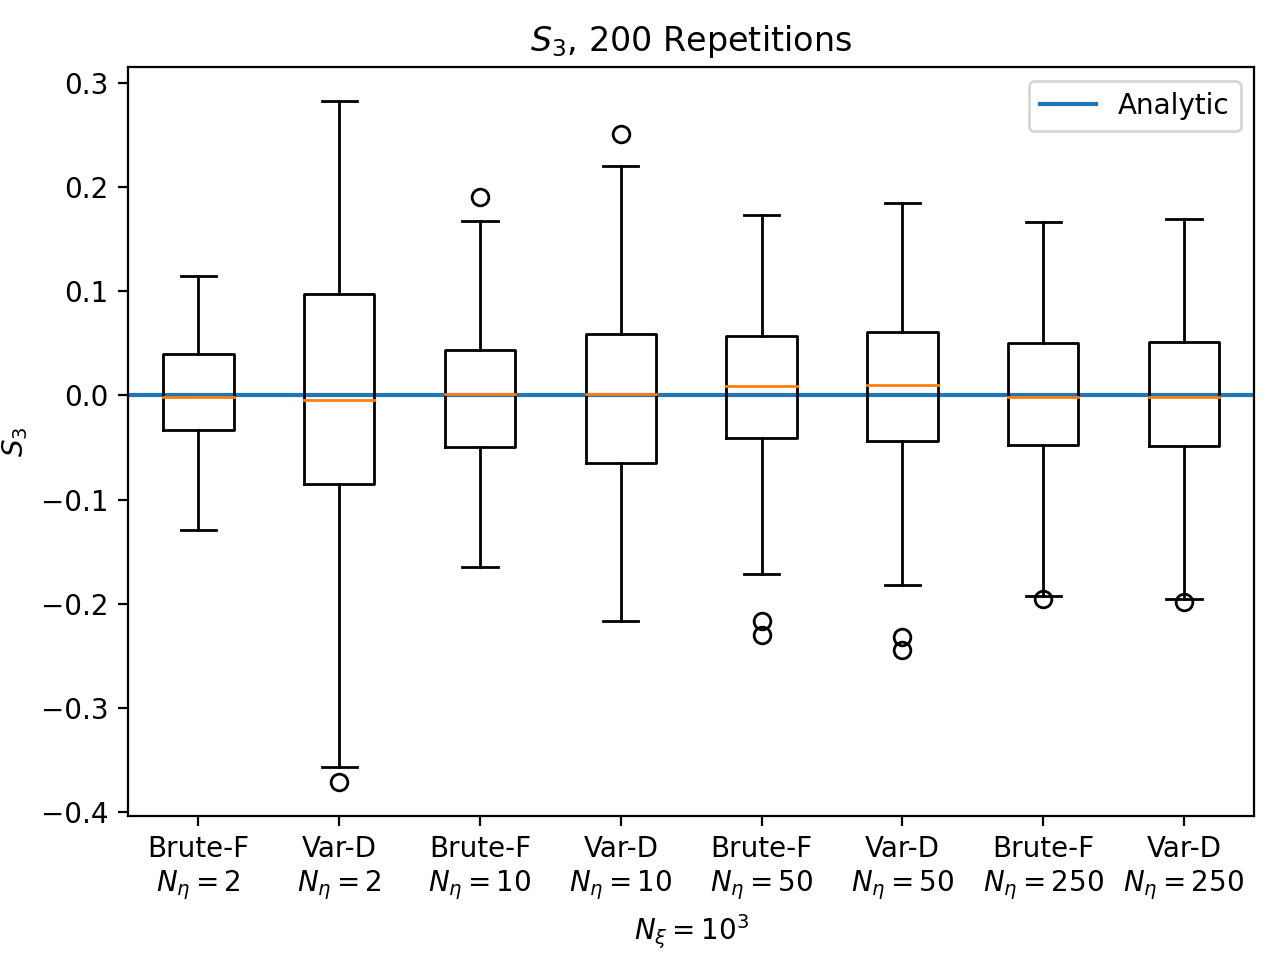 S₃, 200 Repetitions
Analytic
0.3
0.2
0.1
0.0
−0.1
−0.2
−0.3
−0.4
S₃
Brute-F Var-D Brute-F Var-D Brute-F Var-D Brute-F Var-D
N_η = 2 N_η = 2 N_η = 10 N_η = 10 N_η = 50 N_η = 50 N_η = 250 N_η = 250
N_ξ = 10³